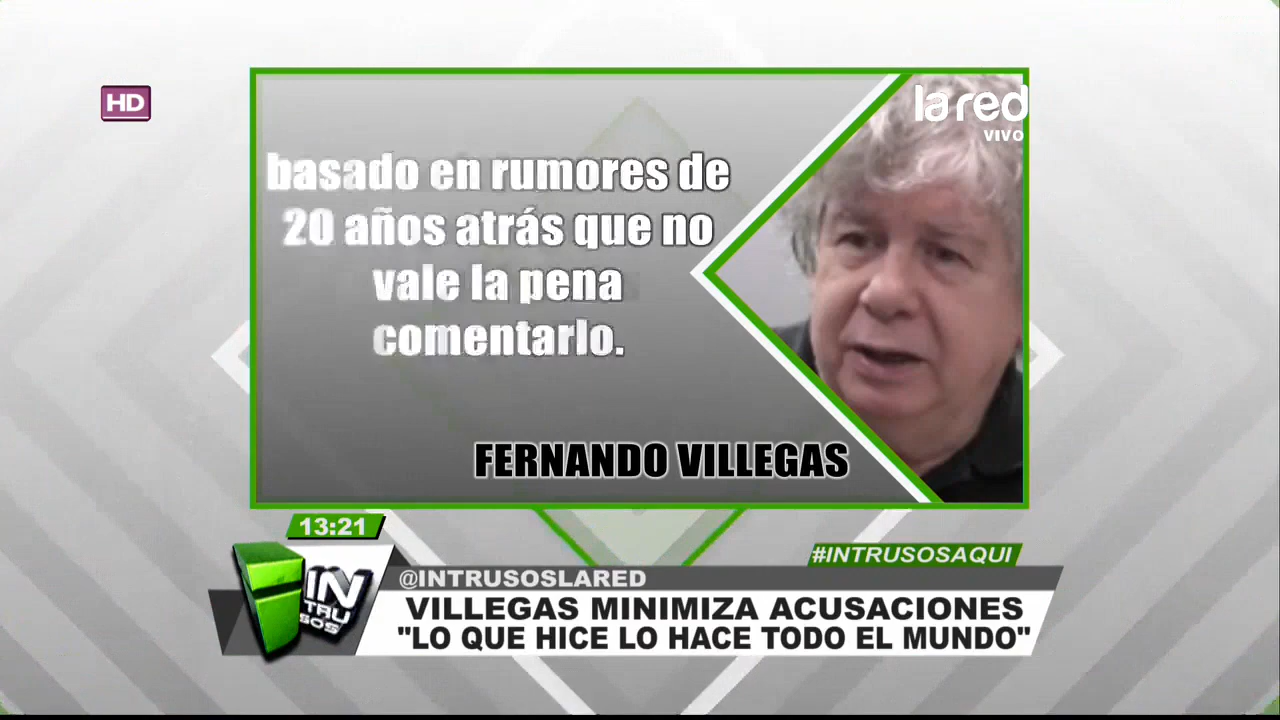 HD
la red
VIVO
basado en rumores de
20 años atrás que no
vale la pena
comentarlo.
FERNANDO VILLEGAS
13:21
#INTRUSOSAQUI
IN
TRU
SOS
@INTRUSOSLARED
VILLEGAS MINIMIZA ACUSACIONES
"LO QUE HICE LO HACE TODO EL MUNDO"